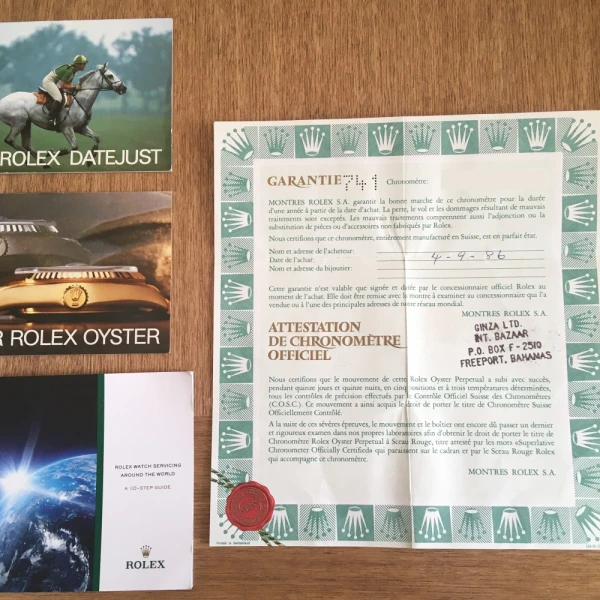 ROLEX DATEJUST
R ROLEX OYSTER
ROLEX WATCH SERVICING
AROUND THE WORLD
A 10-STEP GUIDE
ROLEX
GARANTIE 741 Chronomètre:
MONTRES ROLEX S.A. garantit la bonne marche de ce chronomètre pour la durée
d'une année à partir de la date d'achat. La perte, le vol et les dommages résultant de mauvais
traitements sont exceptés. Les mauvais traitements comprennent aussi l'adjonction ou la
substitution de pièces ou d'accessoires non fabriqués par Rolex.
Nous certifions que ce chronomètre, entièrement manufacturé en Suisse, est en parfait état.
Nom et adresse de l'acheteur:
Date de l'achat: 4-9-86
Nom et adresse du bijoutier:
Cette garantie n'est valable que signée et datée par le concessionnaire officiel Rolex au
moment de l'achat. Elle doit être remise avec la montre à examiner au concessionnaire qui l'a
vendue ou à l'une des principales adresses de notre réseau mondial.
MONTRES ROLEX S.A.
GINZA LTD.
INT. BAZAAR
P.O. BOX F-2510
FREEPORT, BAHAMAS
ATTESTATION
DE CHRONOMÈTRE
OFFICIEL
Nous certifions que le mouvement de cette Rolex Oyster Perpetual a subi avec succès,
pendant quinze jours et quinze nuits, en cinq positions et à trois températures déterminées,
tous les contrôles de précision effectués par le Contrôle Officiel Suisse des Chronomètres
(C.O.S.C). Ce mouvement a ainsi acquis le droit de porter le titre de Chronomètre Suisse
Officiellement Contrôlé.
A la suite de ces sévères épreuves, le mouvement et le boîtier ont encore dû passer un dernier
et rigoureux examen dans nos propres laboratoires afin d'obtenir le droit de porter le titre de
Chronomètre Rolex Oyster Perpetual à Sceau Rouge, titre attesté par les mots «Superlative
Chronometer Officially Certified» qui paraissent sur le cadran et par le Sceau Rouge Rolex
qui accompagne ce chronomètre.
MONTRES ROLEX S.A.
Printed in Switzerland